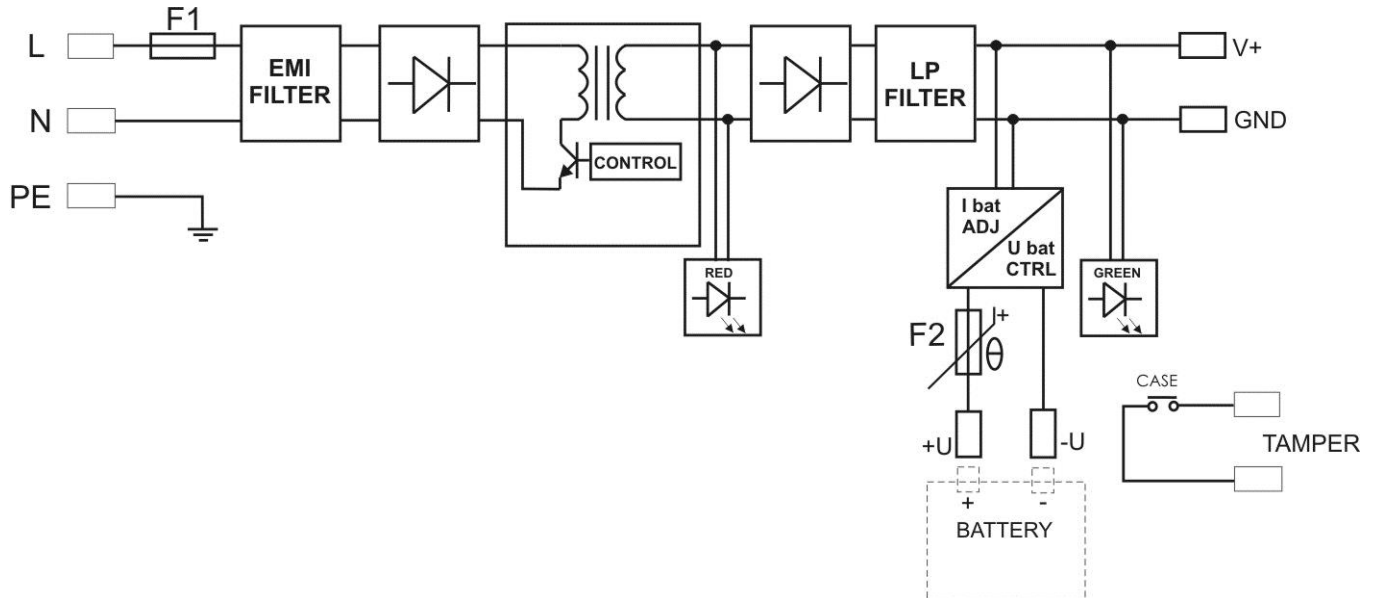 F1
L
EMI
FILTER
LP
FILTER
V+
N
GND
CONTROL
PE
I bat
ADJ
U bat
CTRL
RED
GREEN
F2
I+
θ
CASE
+U
-U
TAMPER
+
-
BATTERY